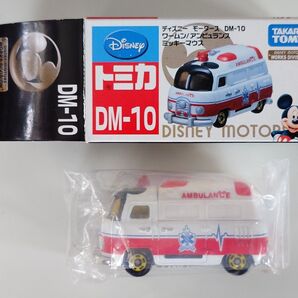 DM-10
Disney
トミカ
DM-10
ディズニー モータース DM-10
ワームン/アンビュランス
ミッキーマウス
AMBULANCE
TAKARA
TOMY
DISNEY MOTORS
AMBULANCE